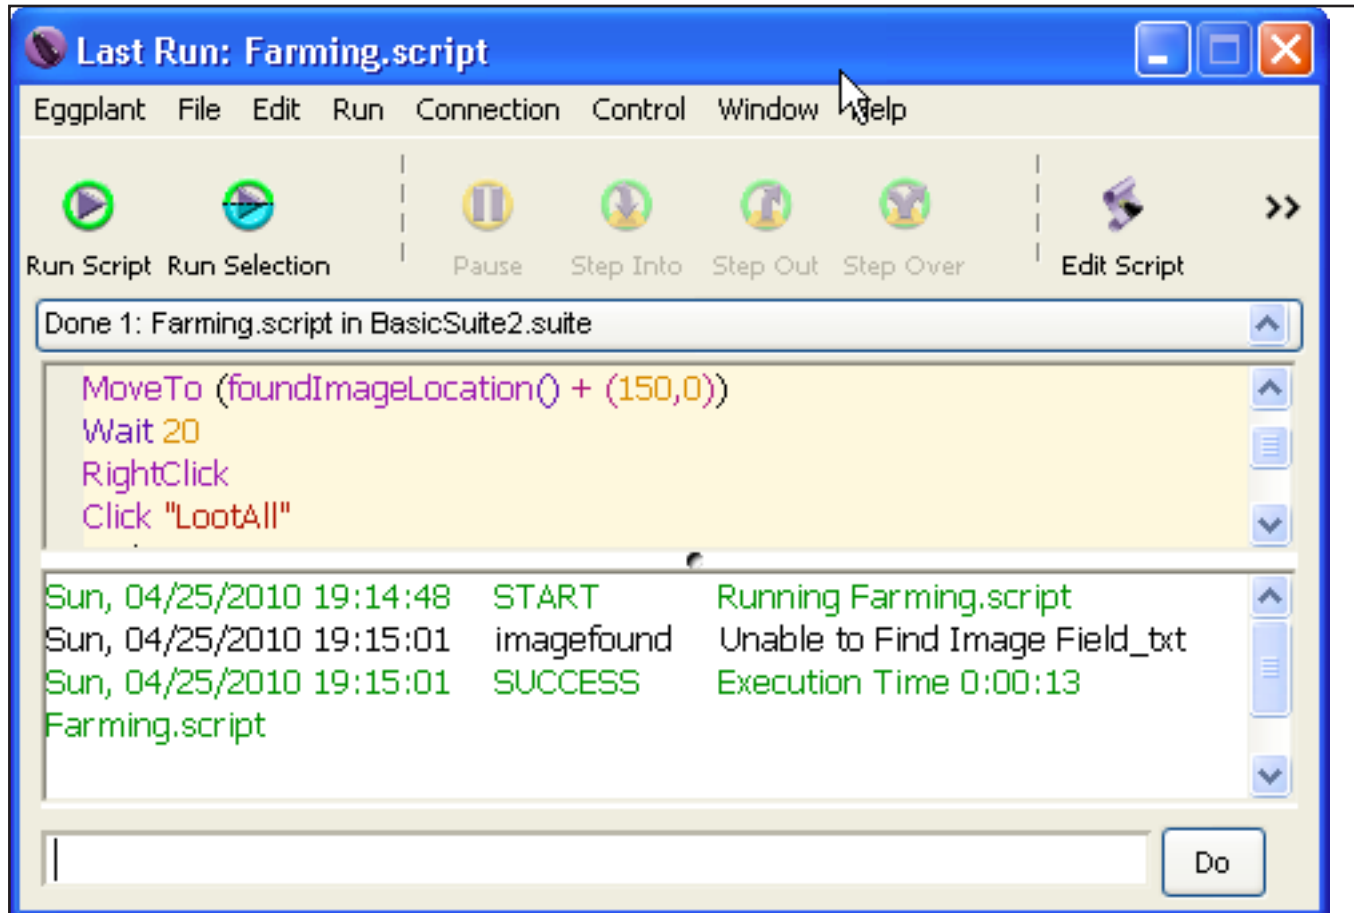 Last Run: Farming.script
Eggplant File Edit Run Connection Control Window Help
Run Script Run Selection Pause Step Into Step Out Step Over Edit Script
Done 1: Farming.script in BasicSuite2.suite
MoveTo (foundImageLocation() + (150,0))
Wait 20
RightClick
Click "LootAll"
Sun, 04/25/2010 19:14:48 START Running Farming.script
Sun, 04/25/2010 19:15:01 imagefound Unable to Find Image Field_txt
Sun, 04/25/2010 19:15:01 SUCCESS Execution Time 0:00:13
Farming.script
Do